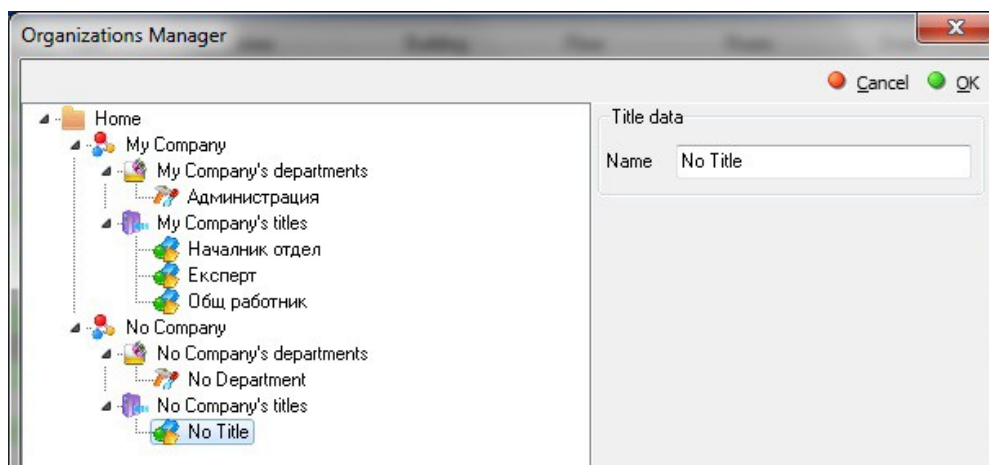 Organizations Manager
Cancel OK
Home
My Company
My Company's departments
Администрация
My Company's titles
Началник отдел
Експерт
Общ работник
No Company
No Company's departments
No Department
No Company's titles
No Title
Title data
Name No Title